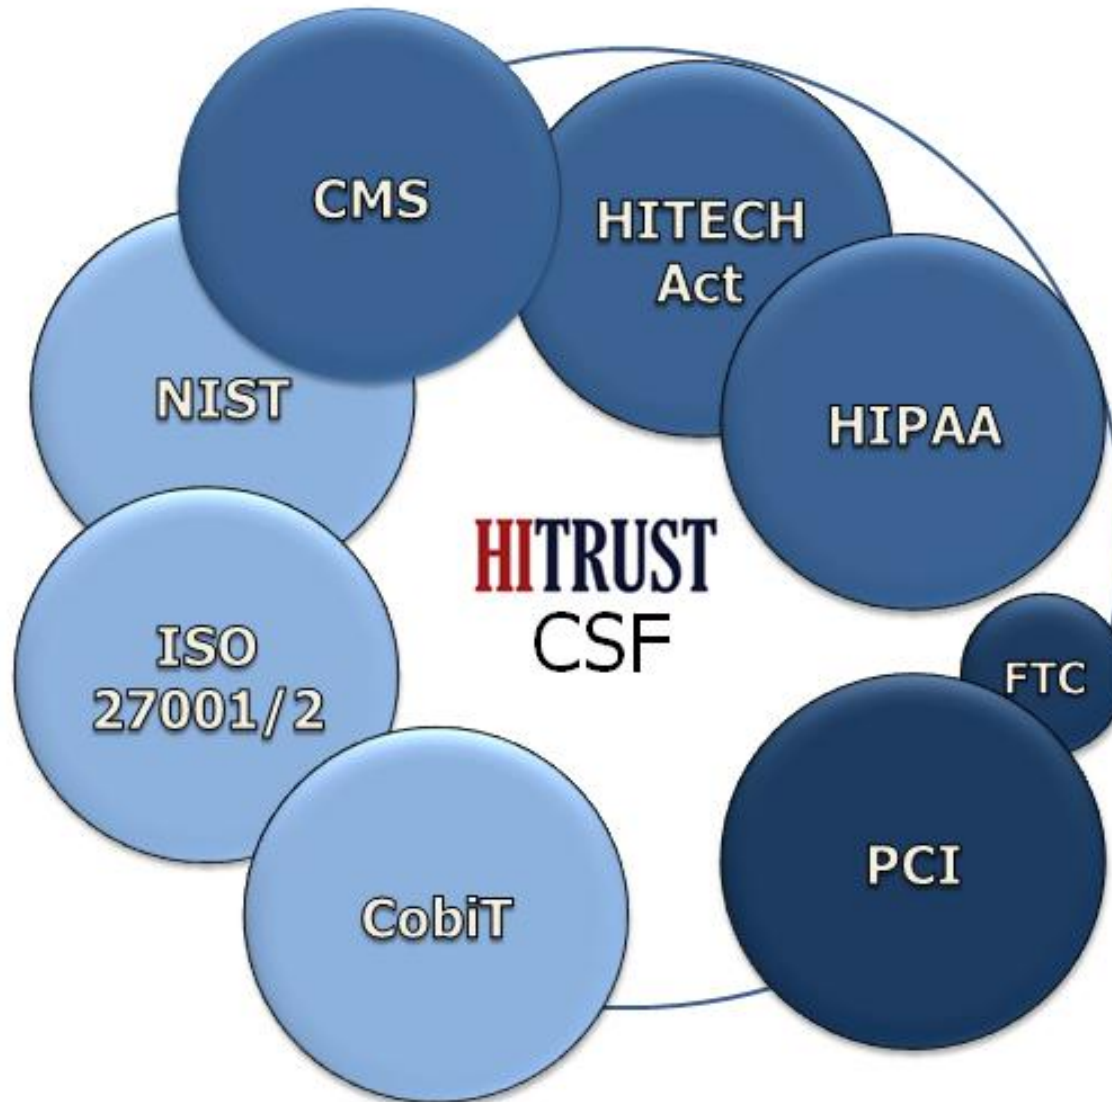 CMS
HITECH
Act
NIST
HIPAA
HITRUST
CSF
ISO
27001/2
FTC
PCI
CobiT